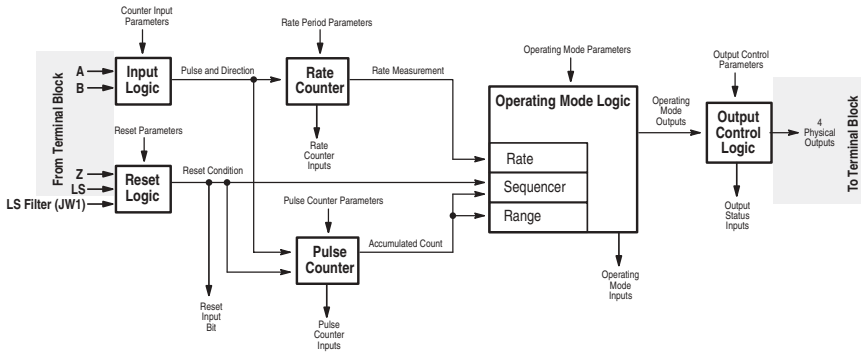 Counter Input
Parameters
Rate Period Parameters
Operating Mode Parameters
Output Control
Parameters
From Terminal Block
A
B
Input
Logic
Pulse and Direction
Rate
Counter
Rate Measurement
Operating Mode Logic
Operating
Mode
Outputs
Output
Control
Logic
4
Physical
Outputs
To Terminal Block
Reset Parameters
Rate
Counter
Inputs
Rate
Sequencer
Range
Z
LS
LS Filter (JW1)
Reset
Logic
Reset Condition
Pulse Counter Parameters
Output
Status
Inputs
Pulse
Counter
Accumulated Count
Operating
Mode
Inputs
Reset
Input
Bit
Pulse
Counter
Inputs